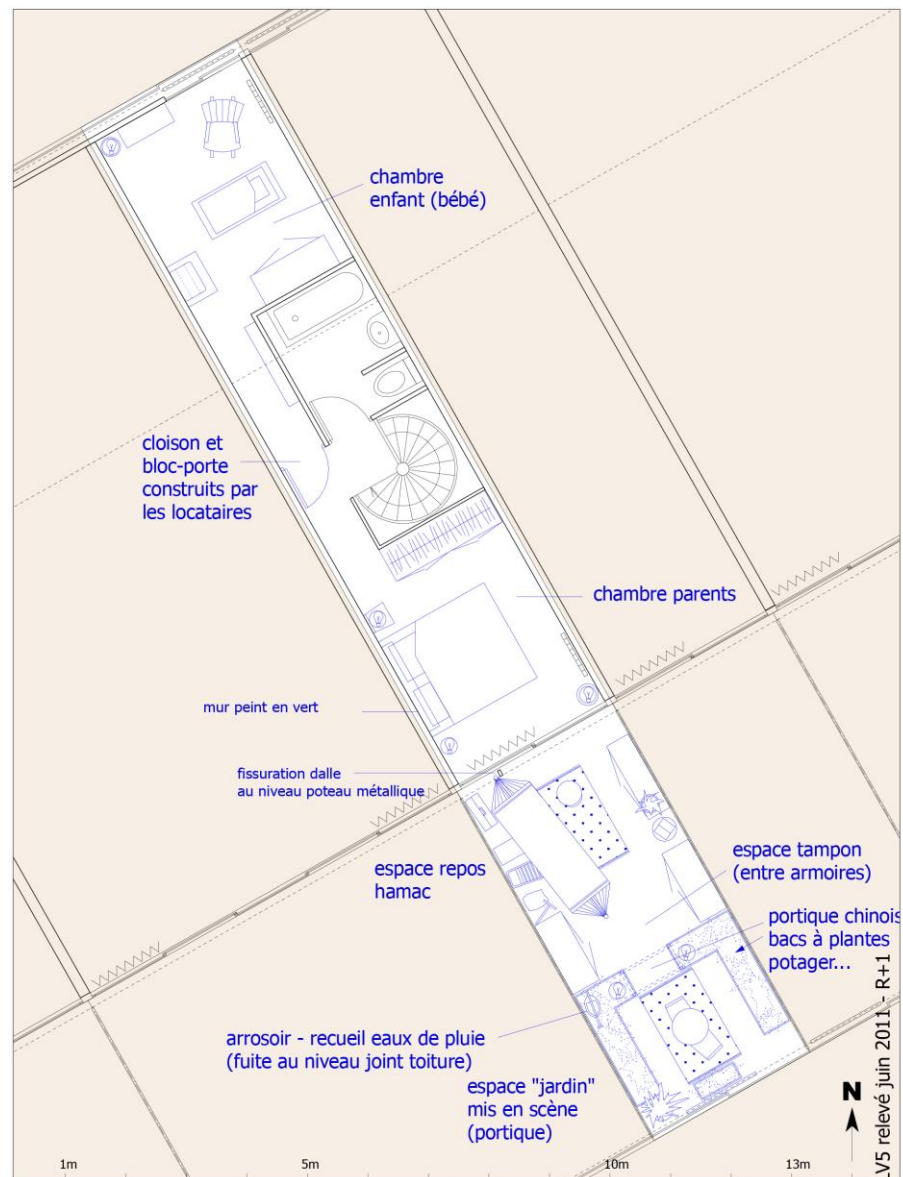 chambre
enfant (bébé)
cloison et
bloc-porte
construits par
les locataires
chambre parents
mur peint en vert
fissuration dalle
au niveau poteau métallique
espace repos
hamac
espace tampon
(entre armoires)
portique chinois
bacs à plantes
potager...
arrosoir - recueil eaux de pluie
(fuite au niveau joint toiture)
espace "jardin"
mis en scène
(portique)
N
LV5 relevé juin 2011 - R+1
1m
5m
10m
13m